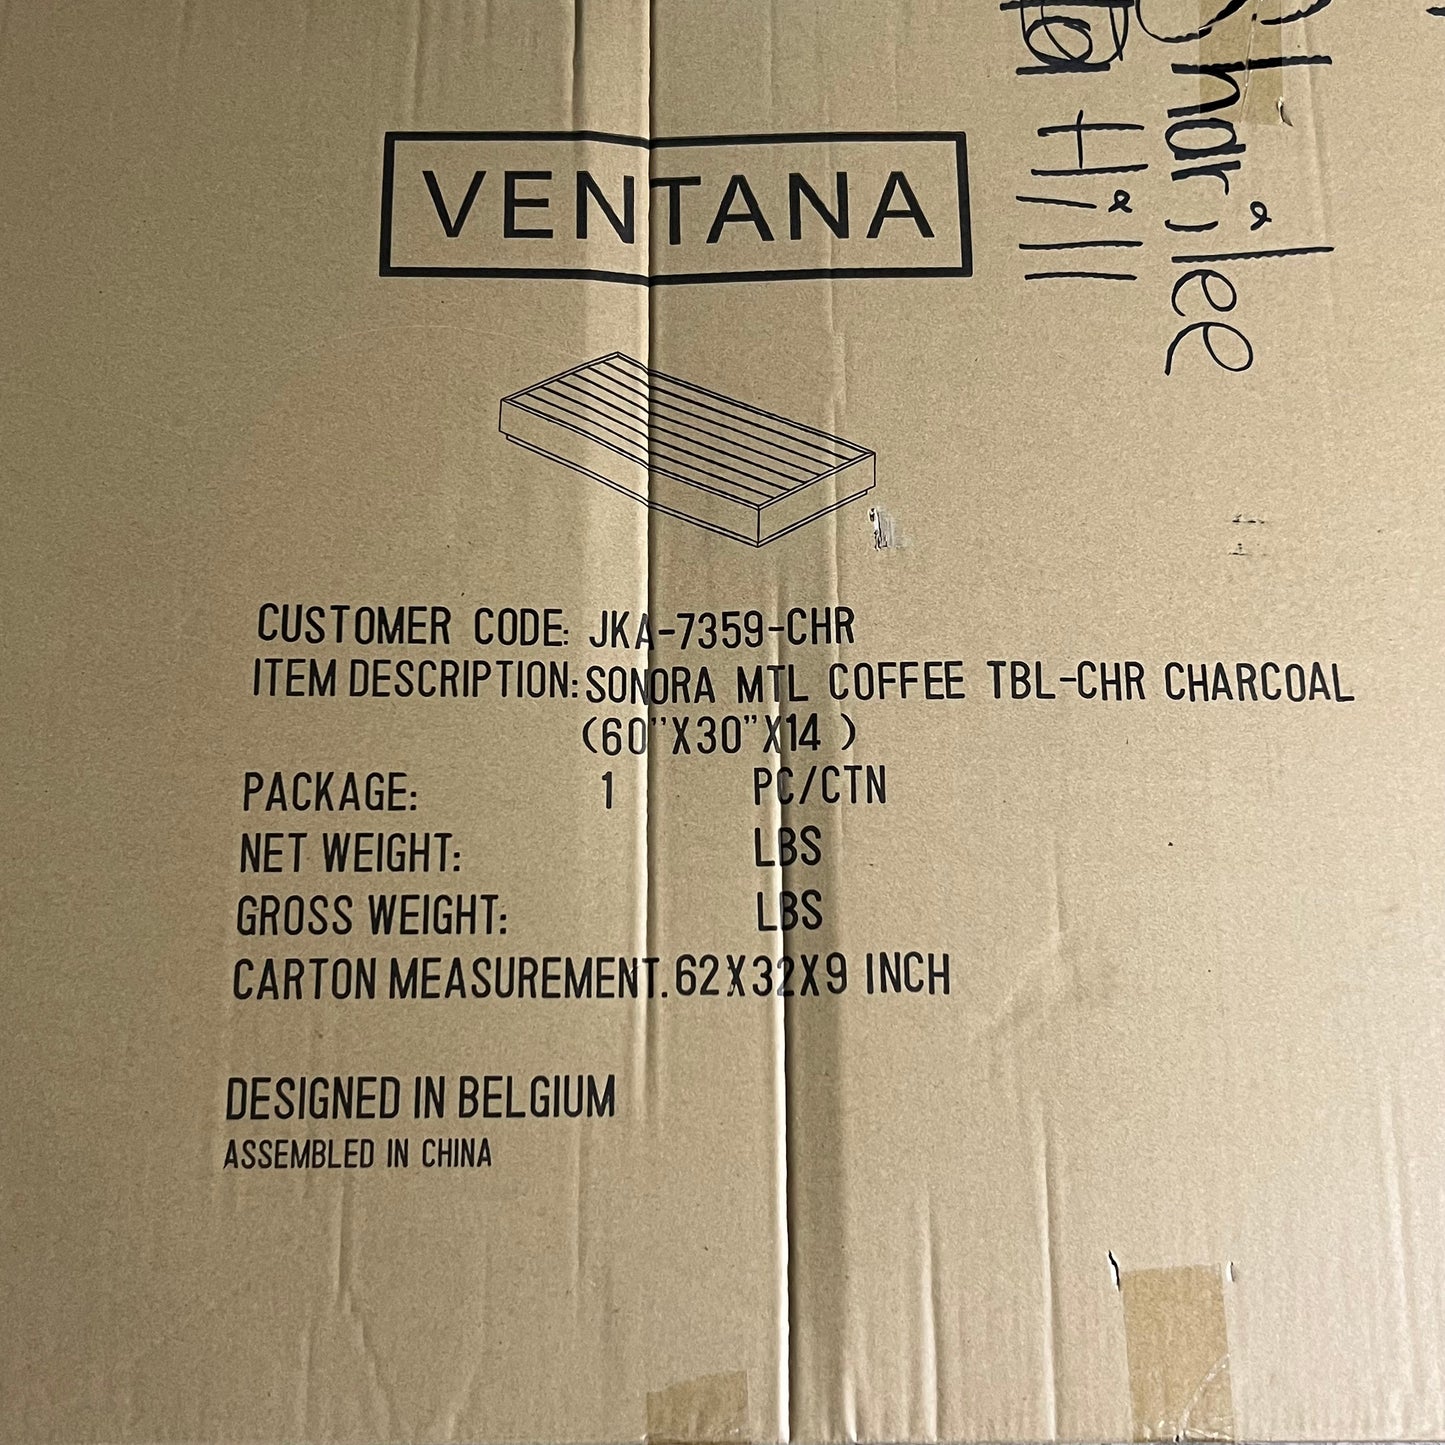 VENTANA
CUSTOMER CODE: JKA-7359-CHR
ITEM DESCRIPTION: SONORA MTL COFFEE TBL-CHR CHARCOAL
(60"X30"X14 )
PACKAGE: 1 PC/CTN
NET WEIGHT: LBS
GROSS WEIGHT: LBS
CARTON MEASUREMENT. 62X32X9 INCH
DESIGNED IN BELGIUM
ASSEMBLED IN CHINA
Sharilee
Hill